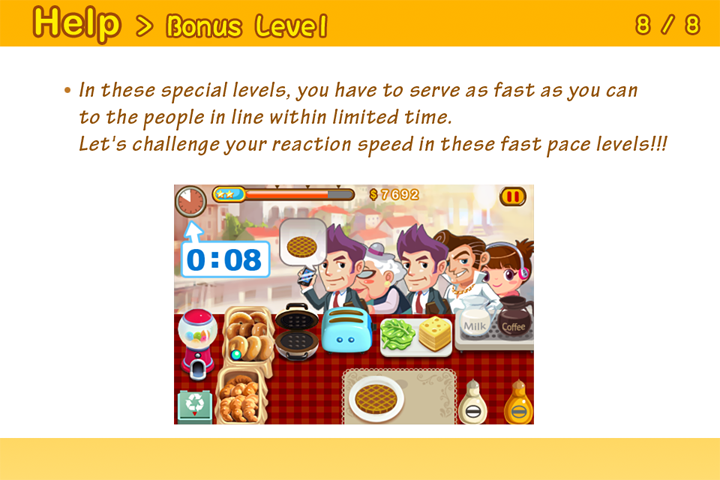 Help > Bonus Level
8 / 8
• In these special levels, you have to serve as fast as you can
to the people in line within limited time.
Let's challenge your reaction speed in these fast pace levels!!!
$7692
0:08
Milk
Coffee